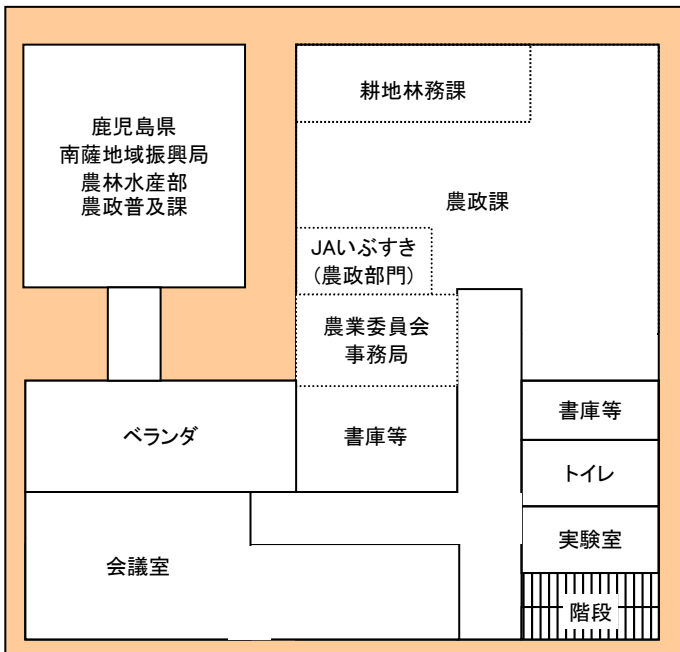 鹿児島県
南薩地域振興局
農林水産部
農政普及課
耕地林務課
農政課
JAいぶすき
（農政部門）
農業委員会
事務局
ベランダ
書庫等
書庫等
トイレ
実験室
会議室
階段